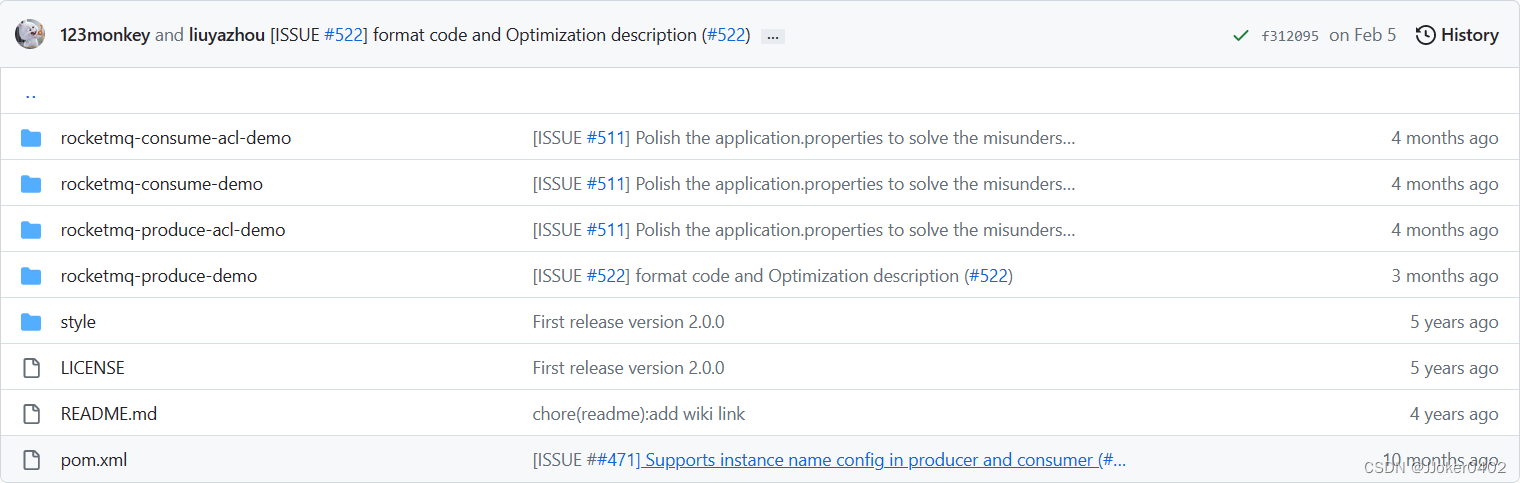 123monkey and liuyazhou [ISSUE #522] format code and Optimization description (#522) ... f312095 on Feb 5 History
..
rocketmq-consume-acl-demo [ISSUE #511] Polish the application.properties to solve the misunders... 4 months ago
rocketmq-consume-demo [ISSUE #511] Polish the application.properties to solve the misunders... 4 months ago
rocketmq-produce-acl-demo [ISSUE #511] Polish the application.properties to solve the misunders... 4 months ago
rocketmq-produce-demo [ISSUE #522] format code and Optimization description (#522) 3 months ago
style First release version 2.0.0 5 years ago
LICENSE First release version 2.0.0 5 years ago
README.md chore(readme):add wiki link 4 years ago
pom.xml [ISSUE ##471] Supports instance name config in producer and consumer (#... 10 months ago
CSDN @JJoker0402